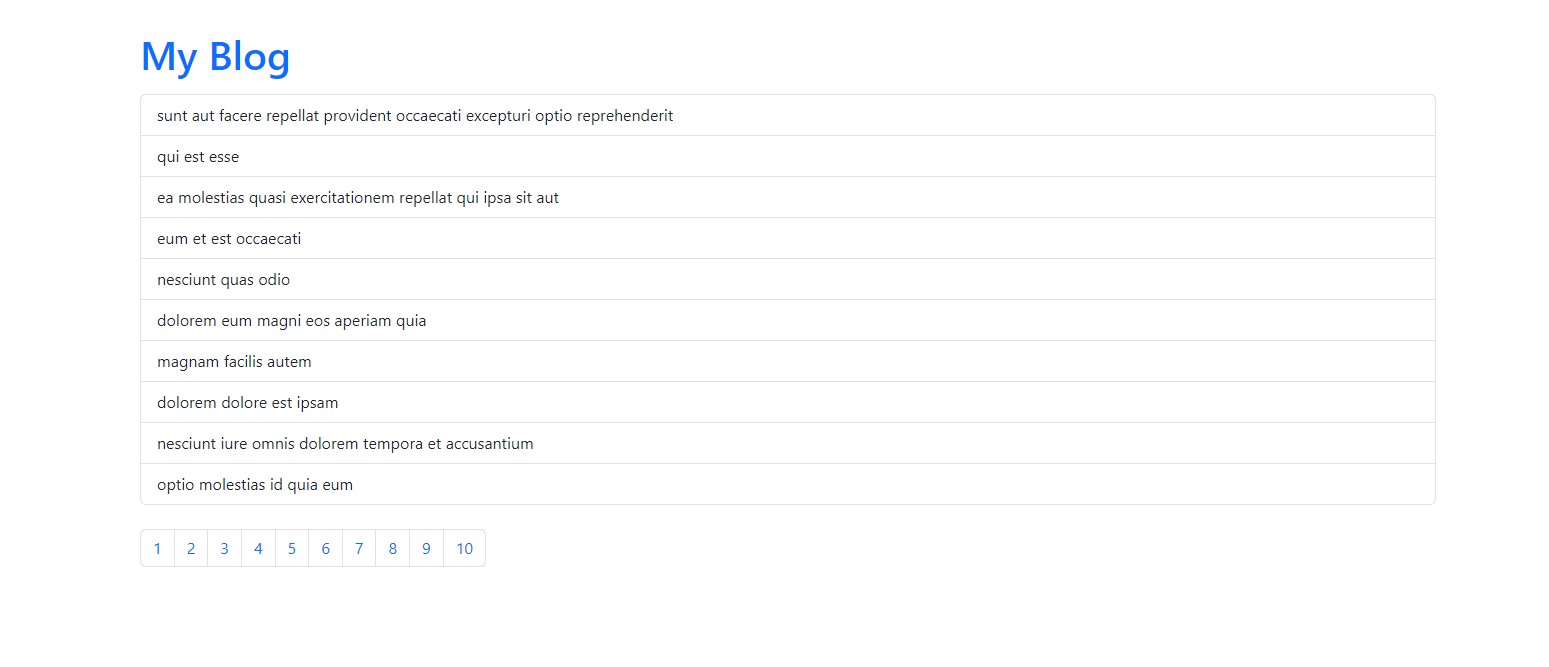 My Blog
sunt aut facere repellat provident occaecati excepturi optio reprehenderit
qui est esse
ea molestias quasi exercitationem repellat qui ipsa sit aut
eum et est occaecati
nesciunt quas odio
dolorem eum magni eos aperiam quia
magnam facilis autem
dolorem dolore est ipsam
nesciunt iure omnis dolorem tempora et accusantium
optio molestias id quia eum
1 2 3 4 5 6 7 8 9 10